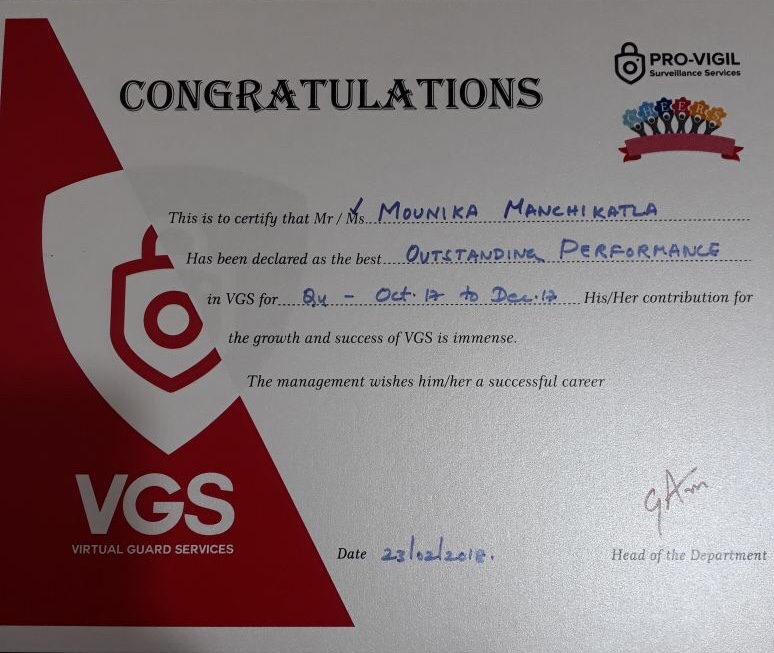 CONGRATULATIONS
PRO-VIGIL
Surveillance Services
CHEERS
This is to certify that Mr / Ms. MOUNIKA MANCHIKATLA
Has been declared as the best OUTSTANDING PERFORMANCE
in VGS for Q4 - Oct.17 to Dec.17 His/Her contribution for
the growth and success of VGS is immense.
The management wishes him/her a successful career
VGS
VIRTUAL GUARD SERVICES
Date 23/02/2018.
Head of the Department